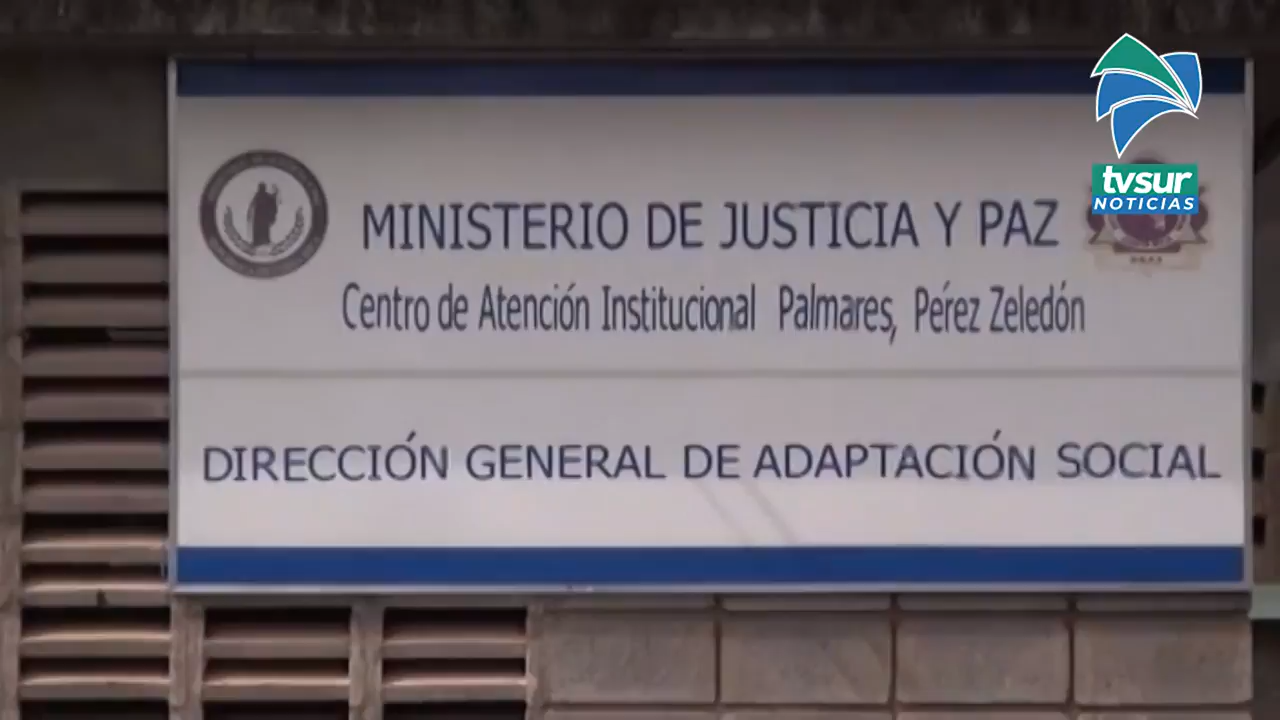 tvsur
NOTICIAS
MINISTERIO DE JUSTICIA Y PAZ
Centro de Atención Institucional Palmares, Pérez Zeledón
DIRECCIÓN GENERAL DE ADAPTACIÓN SOCIAL